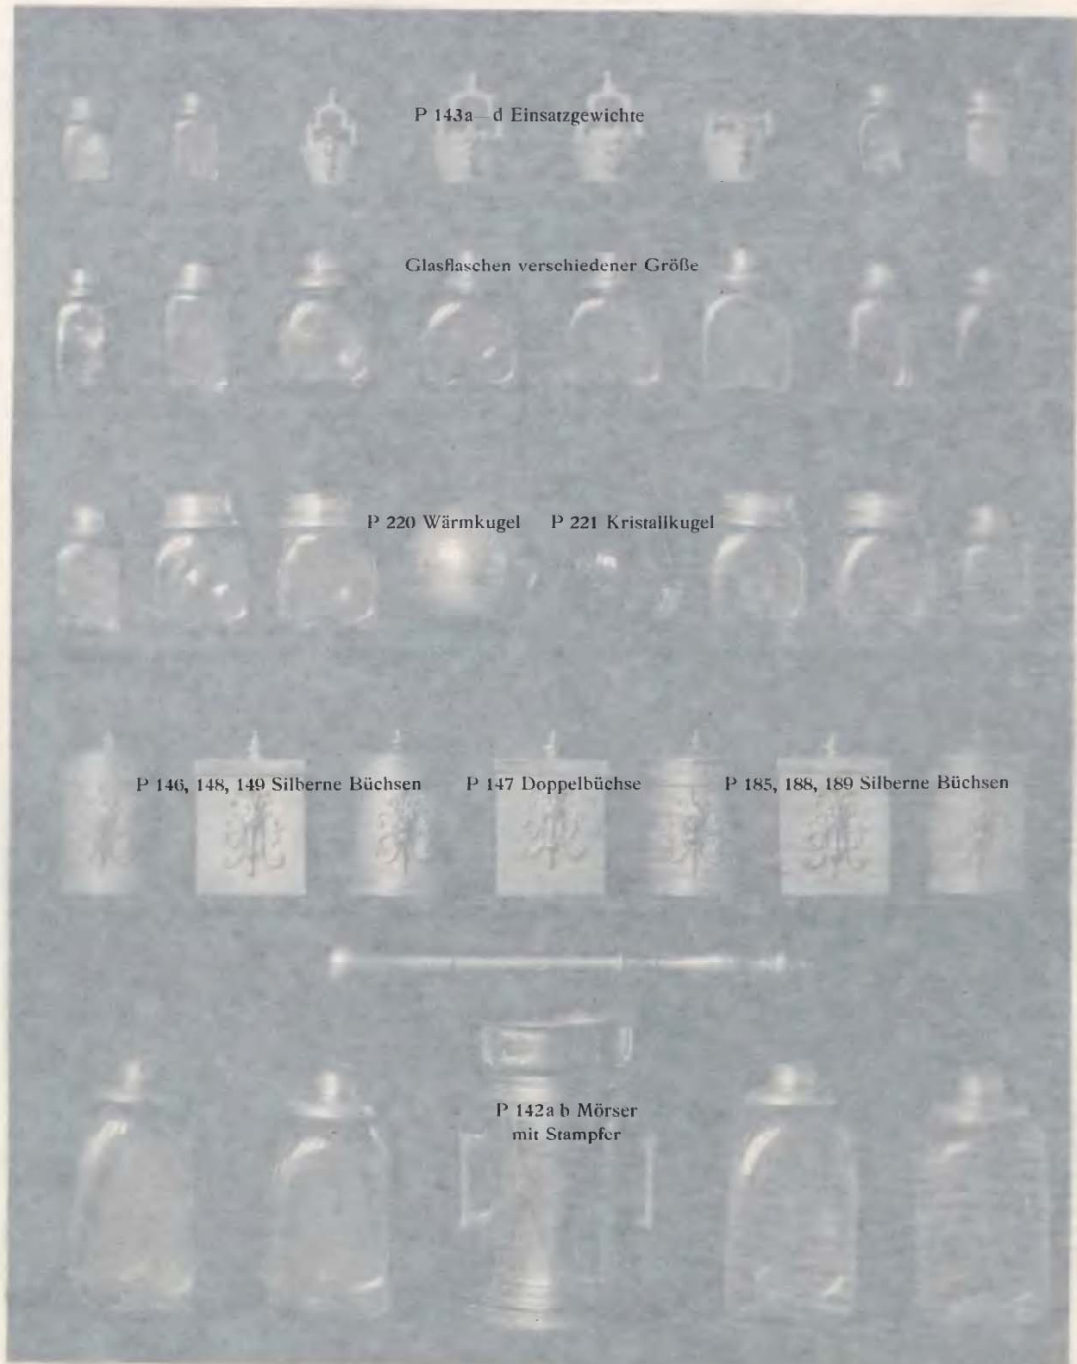 P 143a–d Einsatzgewichte
Glasflaschen verschiedener Größe
P 220 Wärmkugel P 221 Kristallkugel
P 146, 148, 149 Silberne Büchsen P 147 Doppelbüchse P 185, 188, 189 Silberne Büchsen
P 142a b Mörser
mit Stampfer